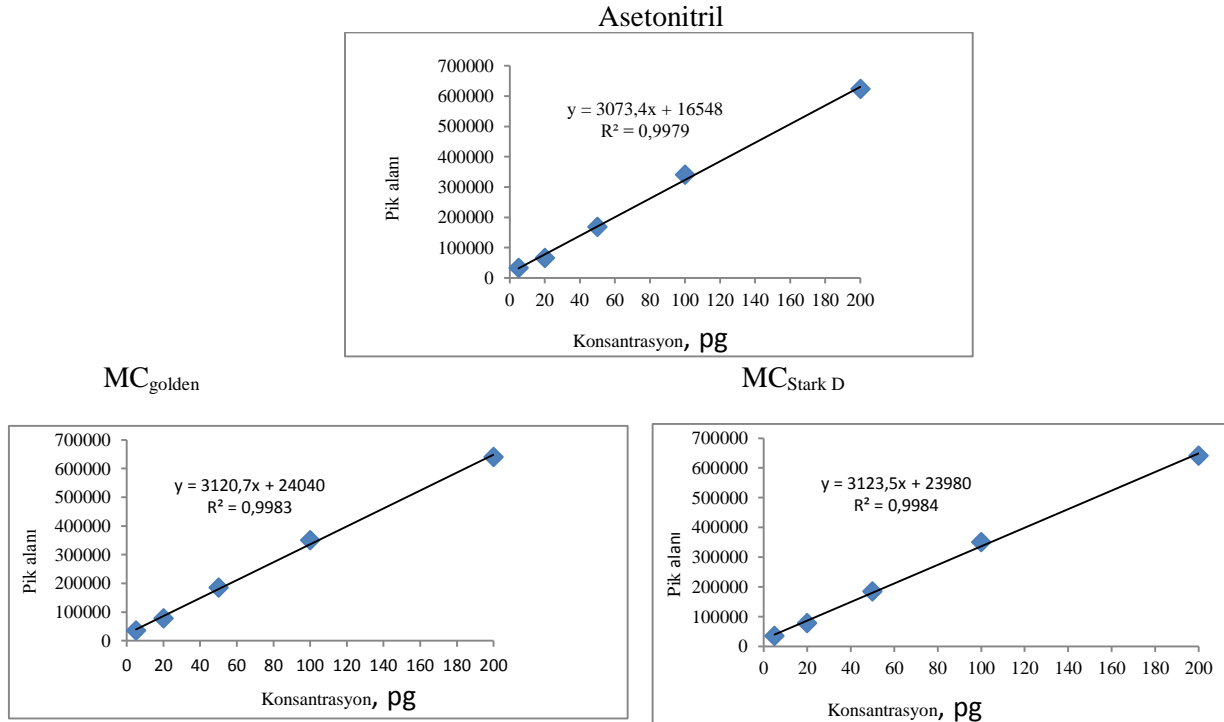 Asetonitril
700000
600000
500000
400000
300000
200000
100000
0
y = 3073,4x + 16548
R² = 0,9979
Pik alanı
0 20 40 60 80 100 120 140 160 180 200
Konsantrasyon, pg
MCgolden
700000
600000
500000
400000
300000
200000
100000
0
y = 3120,7x + 24040
R² = 0,9983
Pik alanı
0 20 40 60 80 100 120 140 160 180 200
Konsantrasyon, pg
MCStark D
700000
600000
500000
400000
300000
200000
100000
0
y = 3123,5x + 23980
R² = 0,9984
Pik alanı
0 20 40 60 80 100 120 140 160 180 200
Konsantrasyon, pg